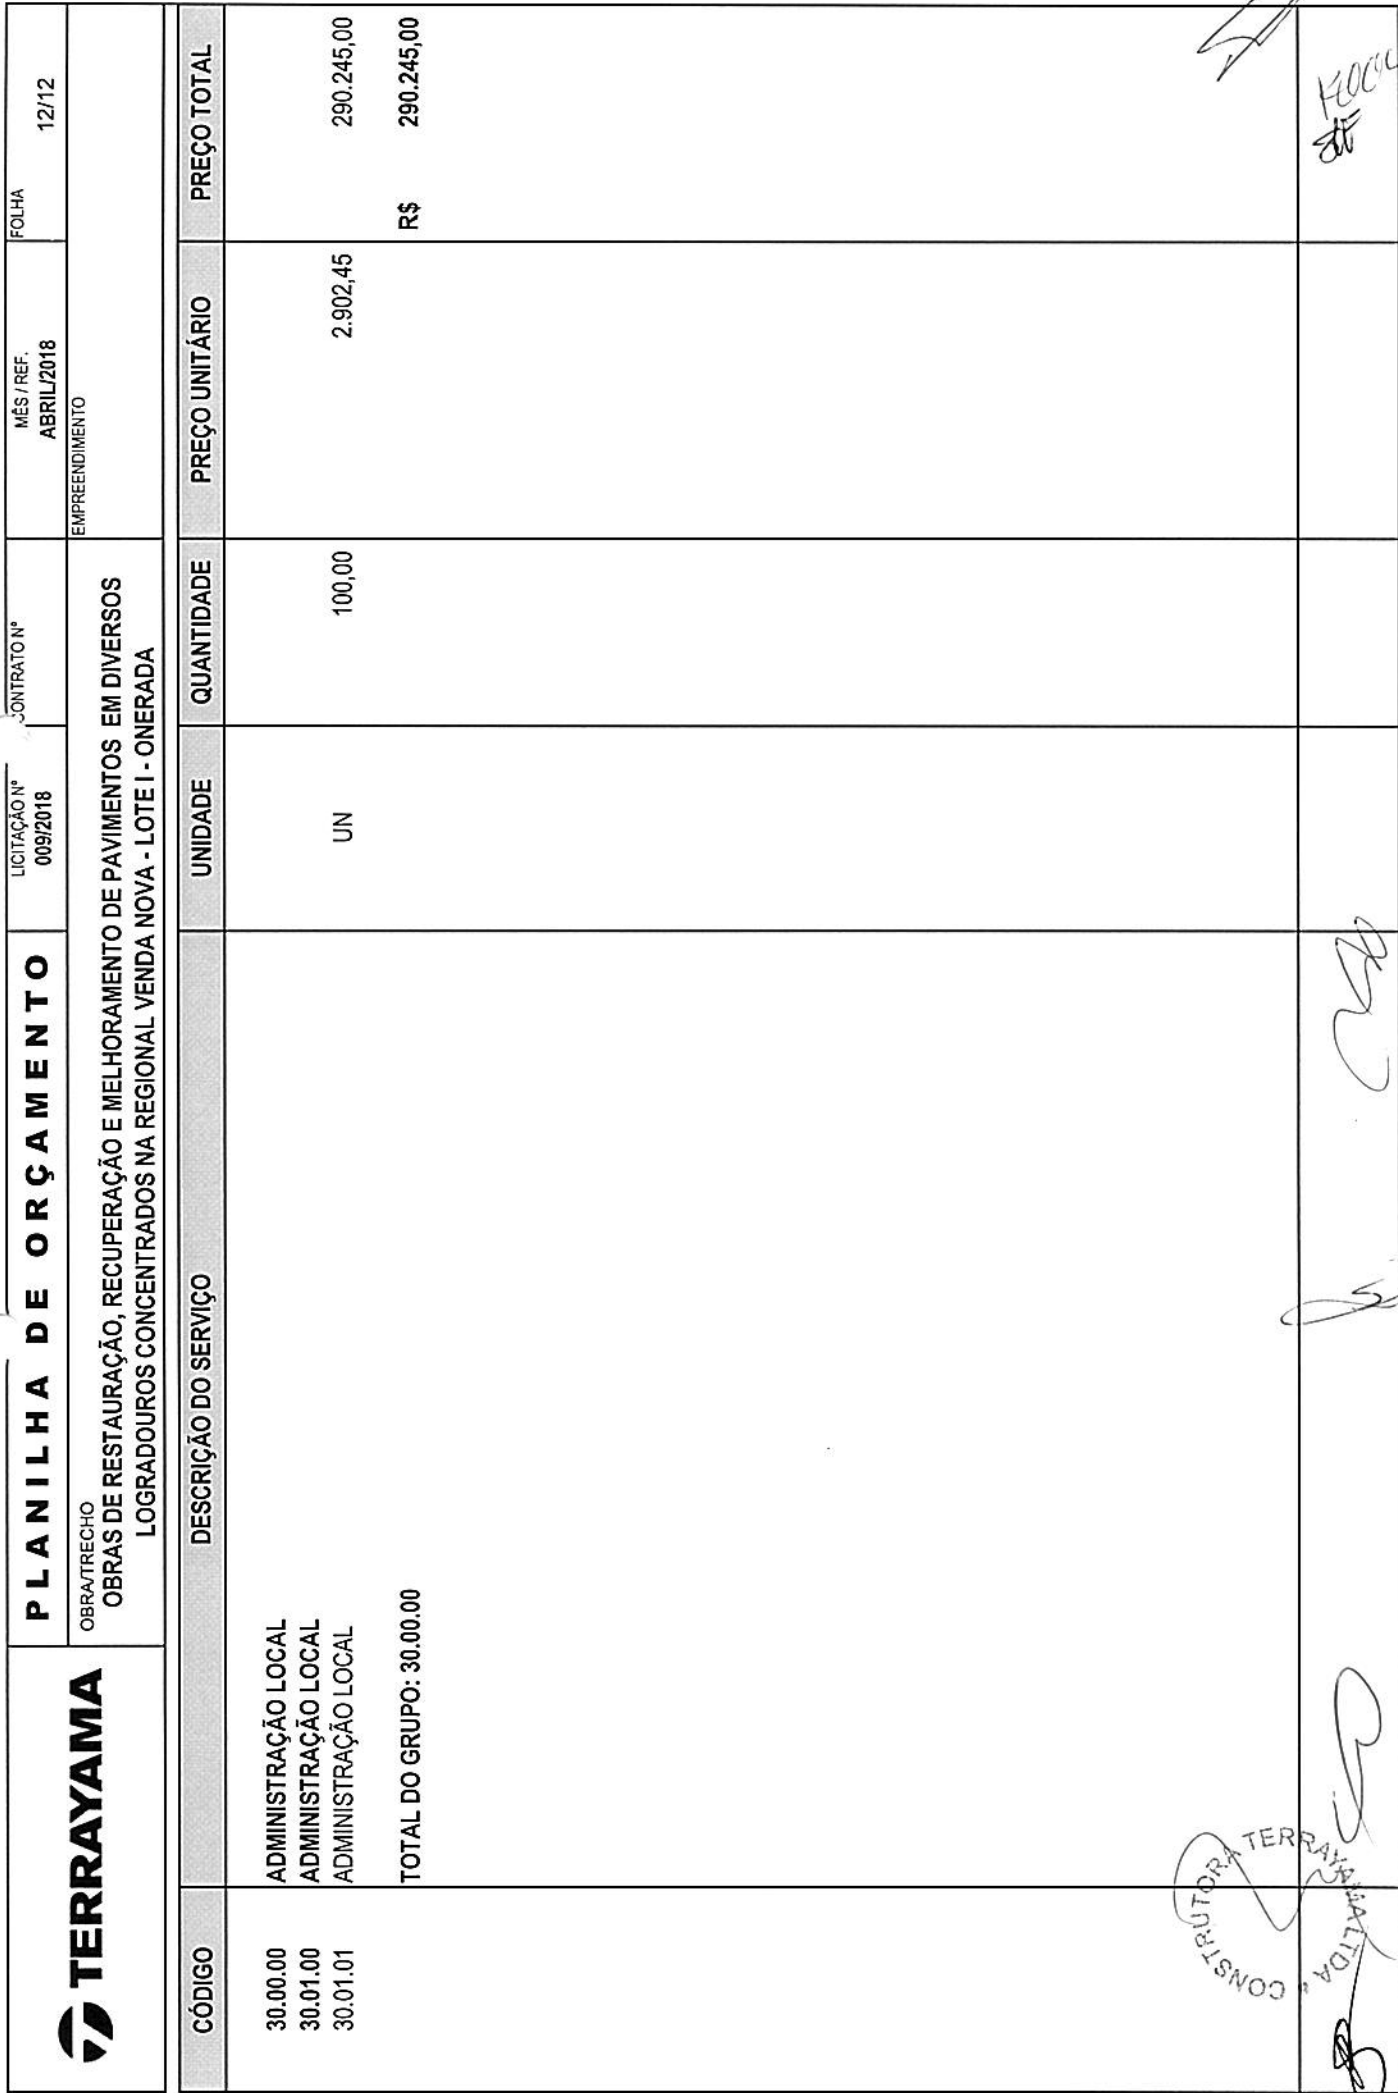 TERRAYAMA
PLANILHA DE ORÇAMENTO
LICITAÇÃO Nº
009/2018
CONTRATO Nº
MÊS / REF.
ABRIL/2018
FOLHA
12/12
OBRA/TRECHO
OBRAS DE RESTAURAÇÃO, RECUPERAÇÃO E MELHORAMENTO DE PAVIMENTOS EM DIVERSOS
LOGRADOUROS CONCENTRADOS NA REGIONAL VENDA NOVA - LOTE I - ONERADA
EMPREENDIMENTO
CÓDIGO DESCRIÇÃO DO SERVIÇO UNIDADE QUANTIDADE PREÇO UNITÁRIO PREÇO TOTAL
30.00.00 ADMINISTRAÇÃO LOCAL
30.01.00 ADMINISTRAÇÃO LOCAL
30.01.01 ADMINISTRAÇÃO LOCAL UN 100,00 2.902,45 290.245,00
TOTAL DO GRUPO: 30.00.00 R$ 290.245,00
CONSTRUTORA TERRAYAMA LTDA